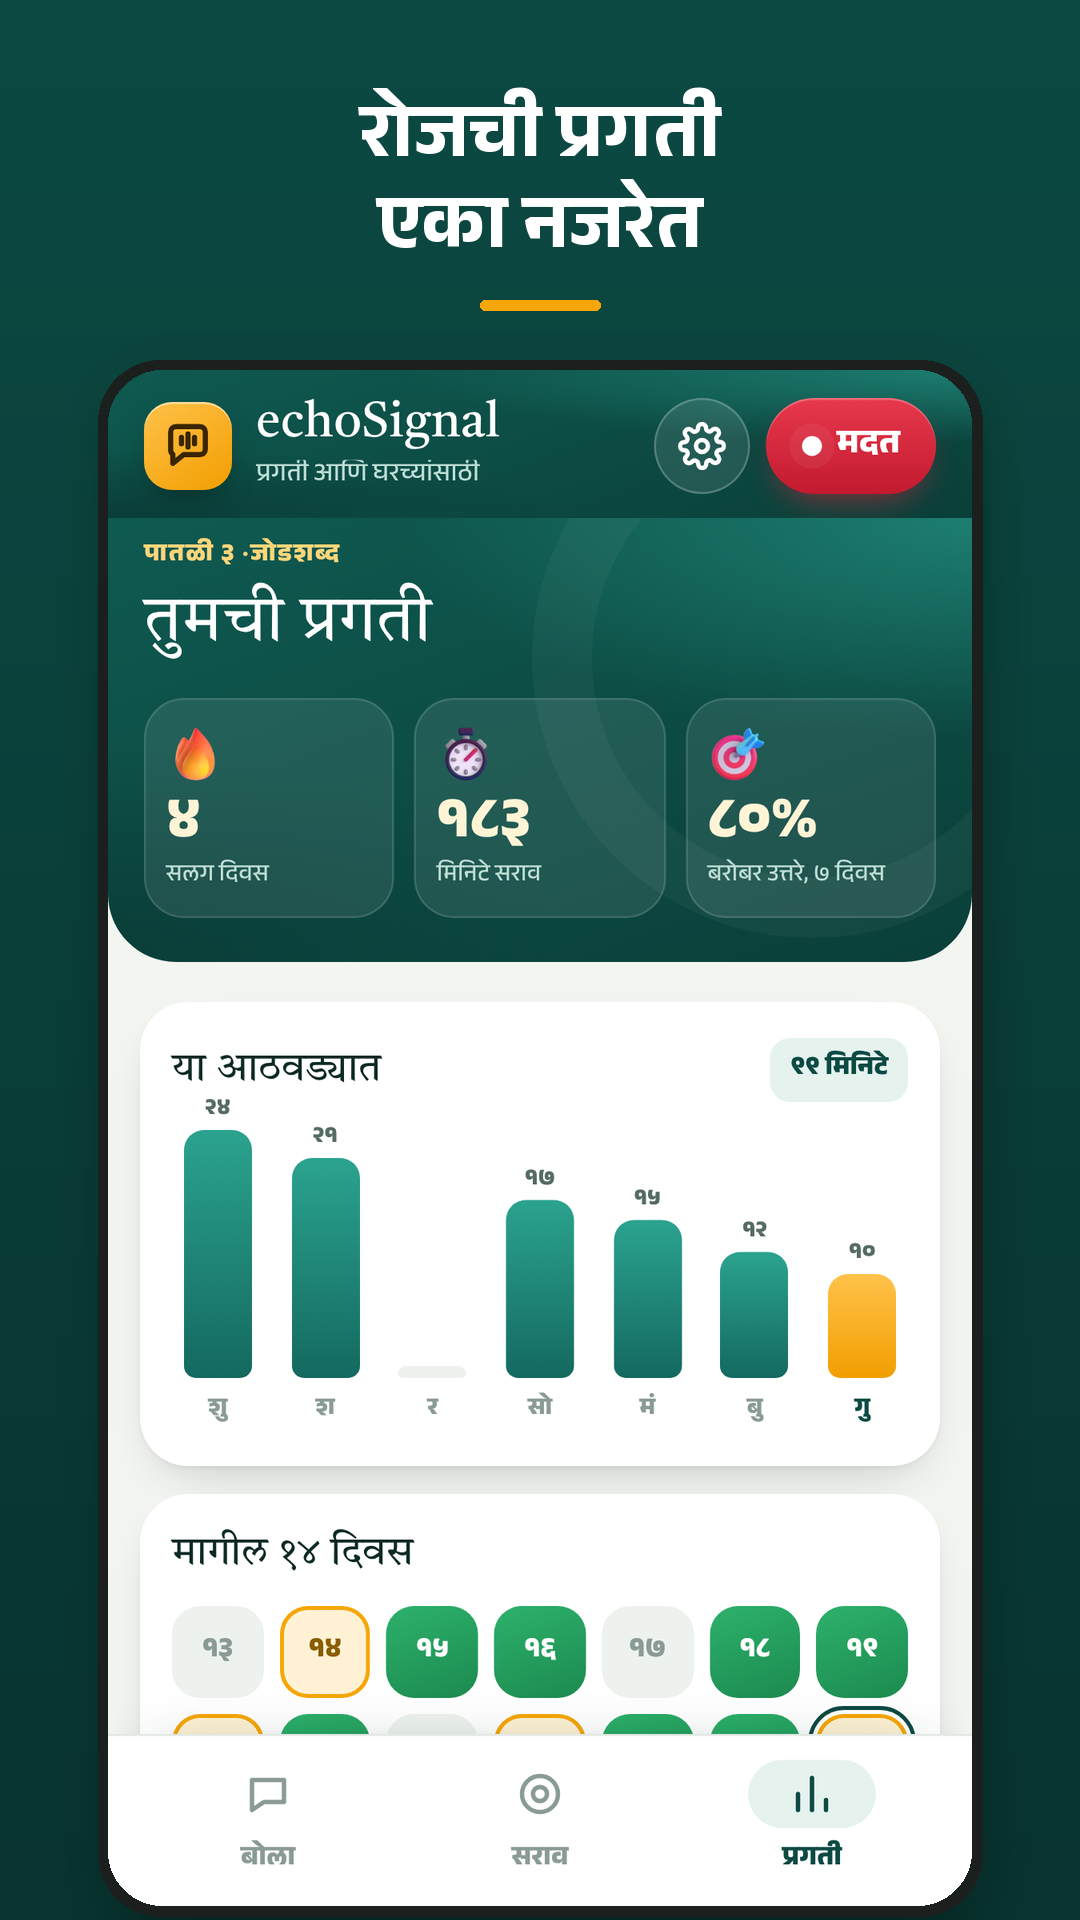 रोजची प्रगती
एका नजरेत
echoSignal
प्रगती आणि घरच्यांसाठी
मदत
पातळी ३ · जोडशब्द
तुमची प्रगती
४
सलग दिवस
१८३
मिनिटे सराव
८०%
बरोबर उत्तरे, ७ दिवस
या आठवड्यात
९९ मिनिटे
२४
२१
१७
१५
१२
१०
शु
श
र
सो
मं
बु
गु
मागील १४ दिवस
१३
१४
१५
१६
१७
१८
१९
बोला
सराव
प्रगती